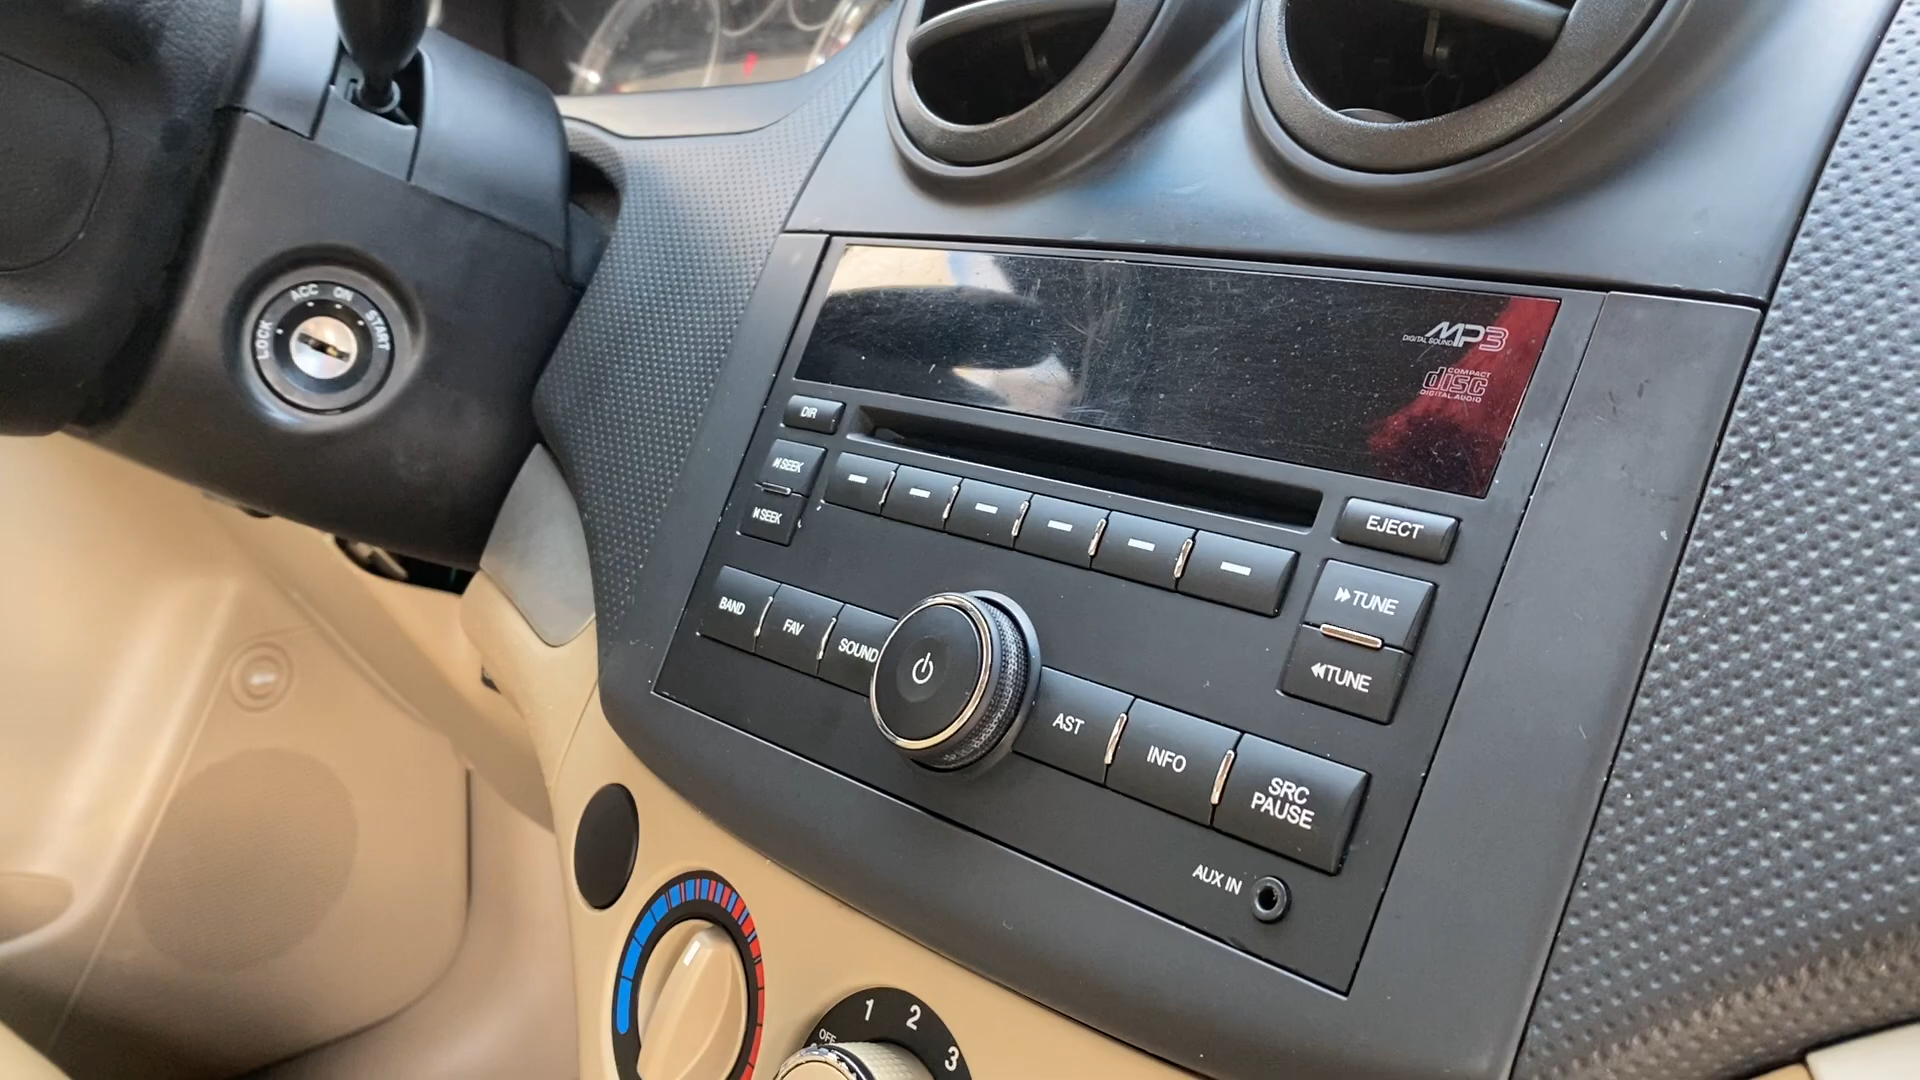 LOCK
ACC
ON
START
MP3
DIGITAL SOUND
COMPACT
disc
DIGITAL AUDIO
DIR
SEEK
SEEK
EJECT
TUNE
TUNE
BAND
FAV
SOUND
AST
INFO
SRC
PAUSE
AUX IN
OFF
1
2
3